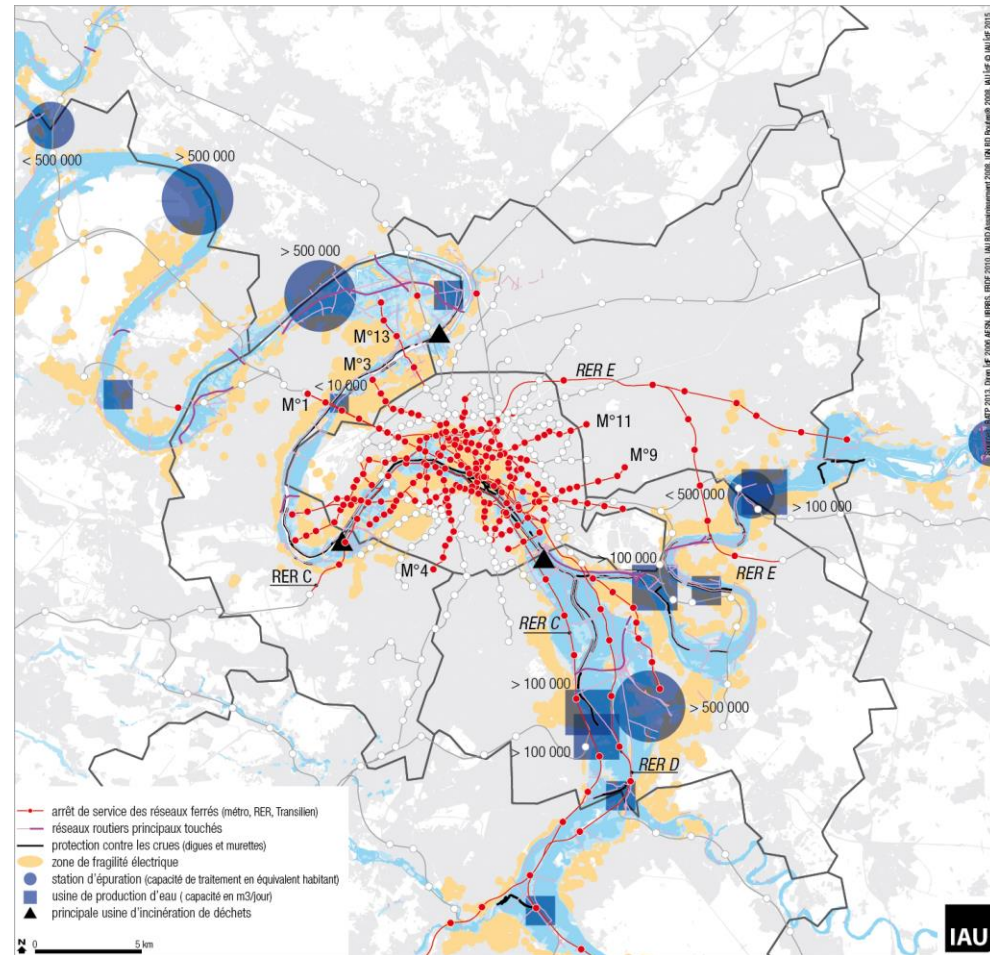 < 500 000
> 500 000
> 500 000
M°13
M°3
< 10 000
M°1
RER E
M°11
M°9
< 500 000
> 100 000
> 100 000
RER E
RER C
M°4
RER C
> 100 000
> 500 000
> 100 000
RER D
arrêt de service des réseaux ferrés (métro, RER, Transilien)
réseaux routiers principaux touchés
protection contre les crues (digues et murettes)
zone de fragilité électrique
station d'épuration (capacité de traitement en équivalent habitant)
usine de production d'eau ( capacité en m3/jour)
principale usine d'incinération de déchets
N
0
5 km
IAU